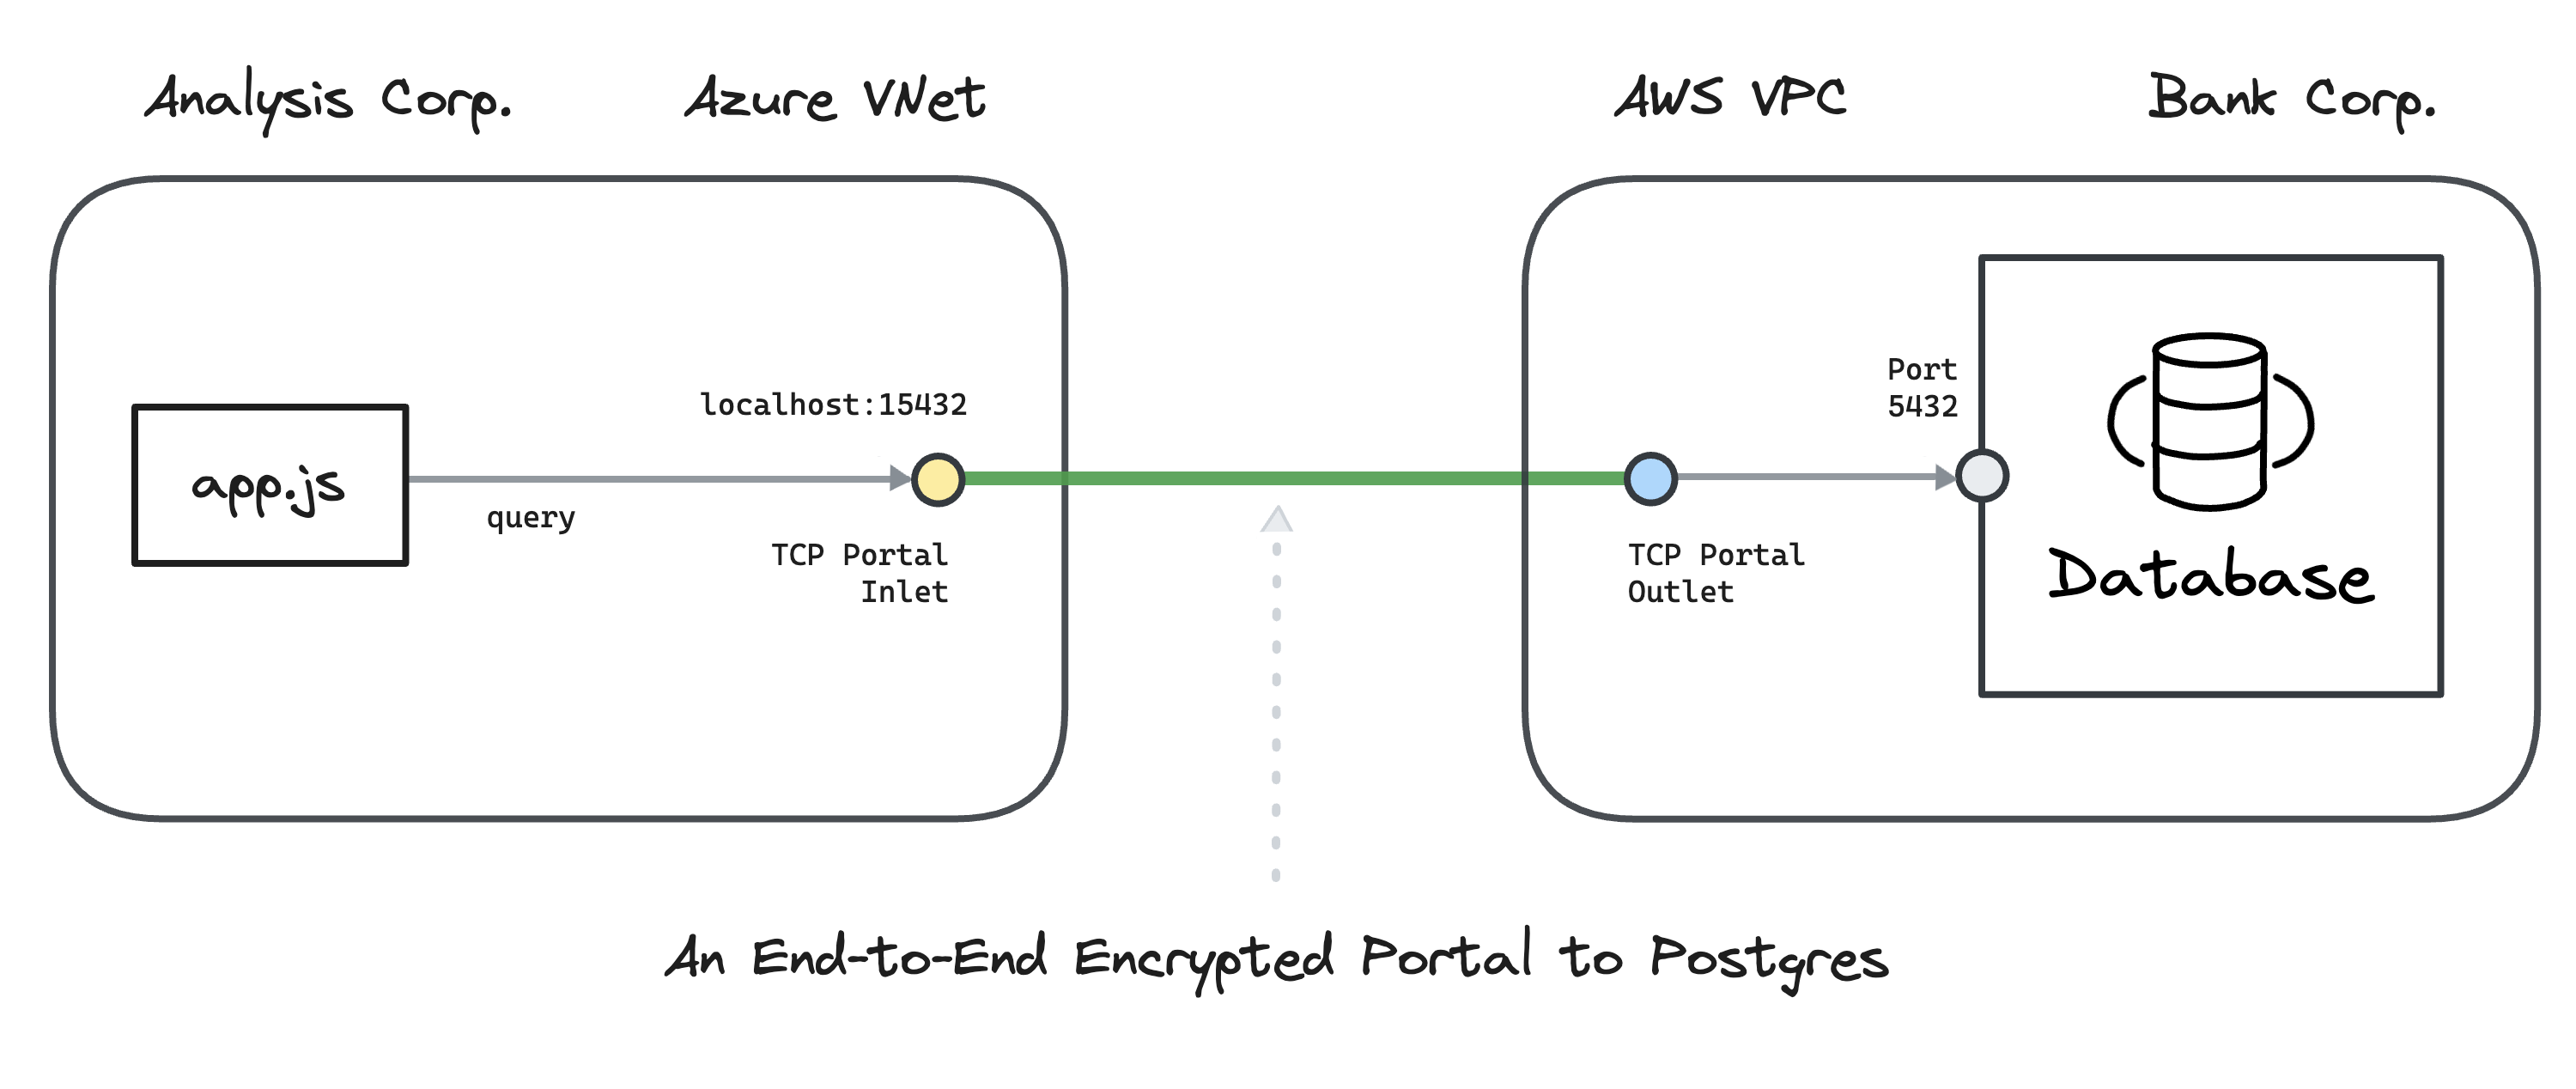 Analysis Corp.
Azure VNet
AWS VPC
Bank Corp.
app.js
query
localhost:15432
TCP Portal
Inlet
TCP Portal
Outlet
Port
5432
Database
An End-to-End Encrypted Portal to Postgres